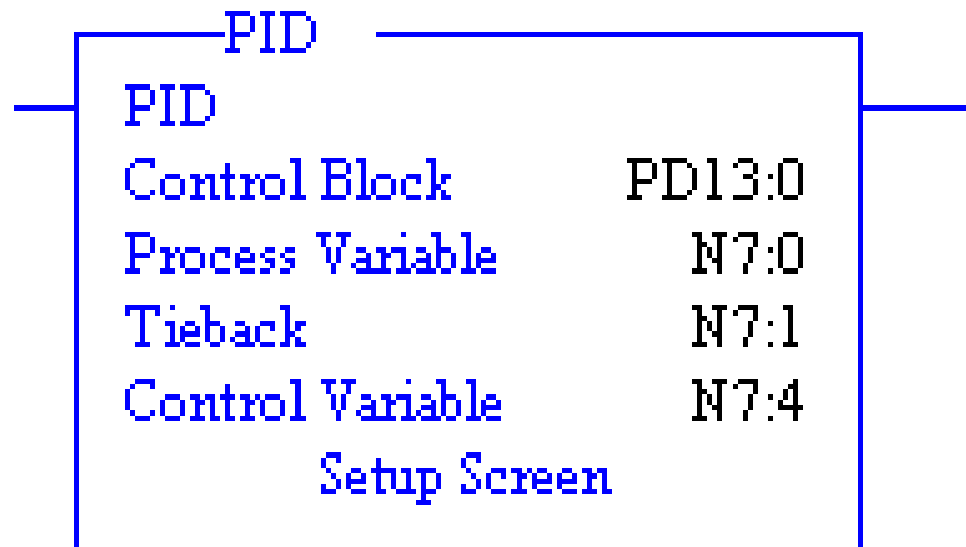 PID
PID
Control Block PD13:0
Process Variable N7:0
Tieback N7:1
Control Variable N7:4
Setup Screen